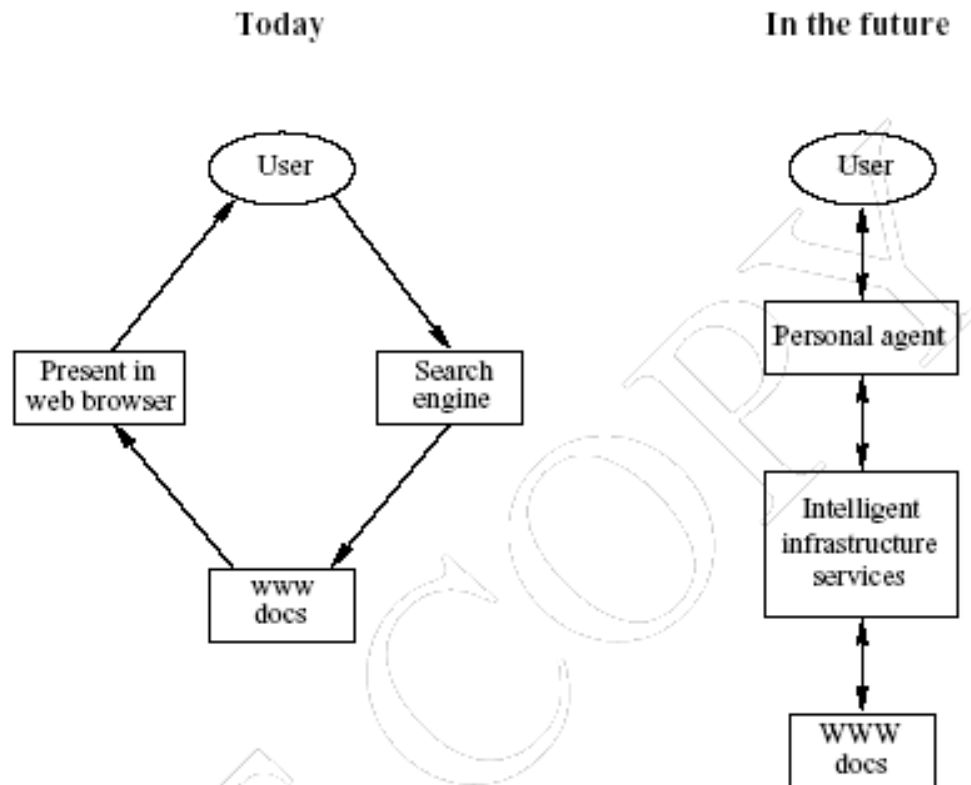 Today
In the future
User
Present in
web browser
Search
engine
www
docs
User
Personal agent
Intelligent
infrastructure
services
WWW
docs
COPY